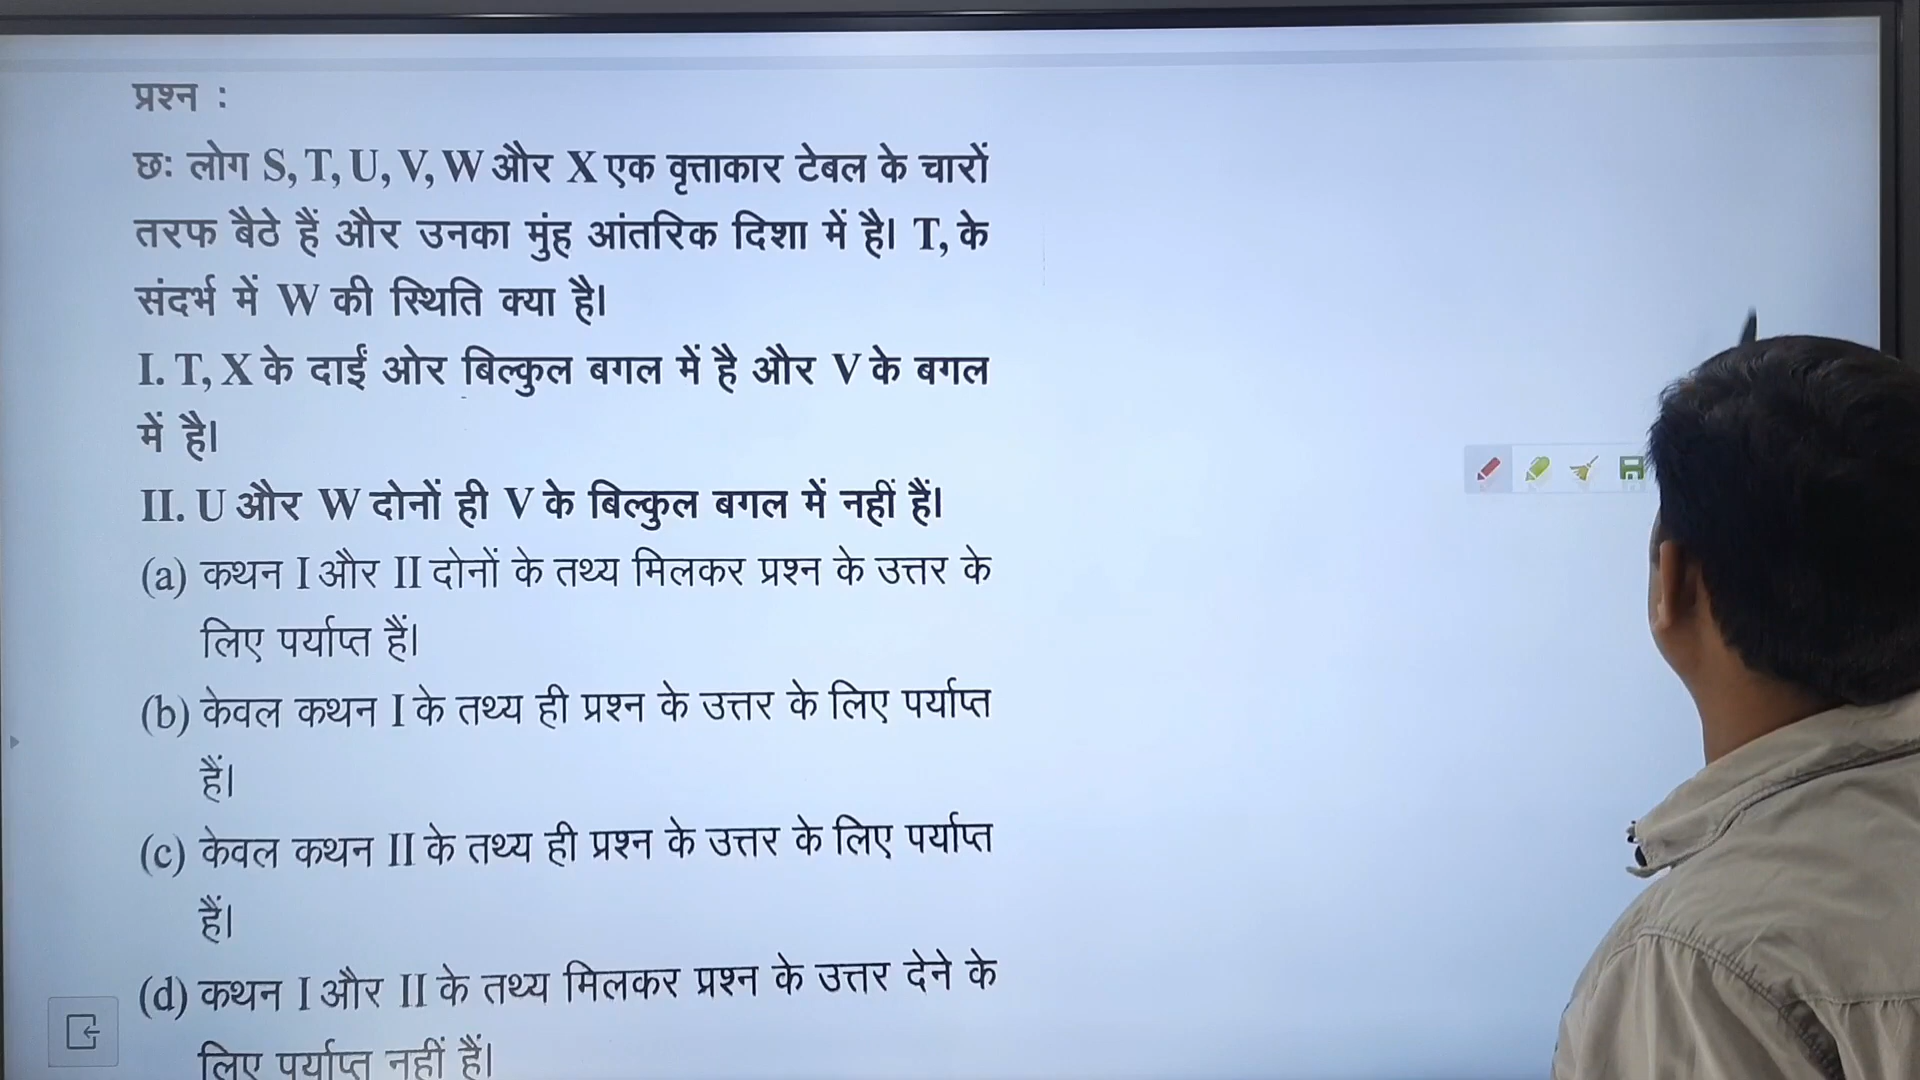 प्रश्न :
छः लोग S, T, U, V, W और X एक वृत्ताकार टेबल के चारों
तरफ बैठे हैं और उनका मुंह आंतरिक दिशा में है। T, के
संदर्भ में W की स्थिति क्या है।
I. T, X के दाईं ओर बिल्कुल बगल में है और V के बगल
में है।
II. U और W दोनों ही V के बिल्कुल बगल में नहीं हैं।
(a) कथन I और II दोनों के तथ्य मिलकर प्रश्न के उत्तर के
लिए पर्याप्त हैं।
(b) केवल कथन I के तथ्य ही प्रश्न के उत्तर के लिए पर्याप्त
हैं।
(c) केवल कथन II के तथ्य ही प्रश्न के उत्तर के लिए पर्याप्त
हैं।
(d) कथन I और II के तथ्य मिलकर प्रश्न के उत्तर देने के
लिए पर्याप्त नहीं हैं।